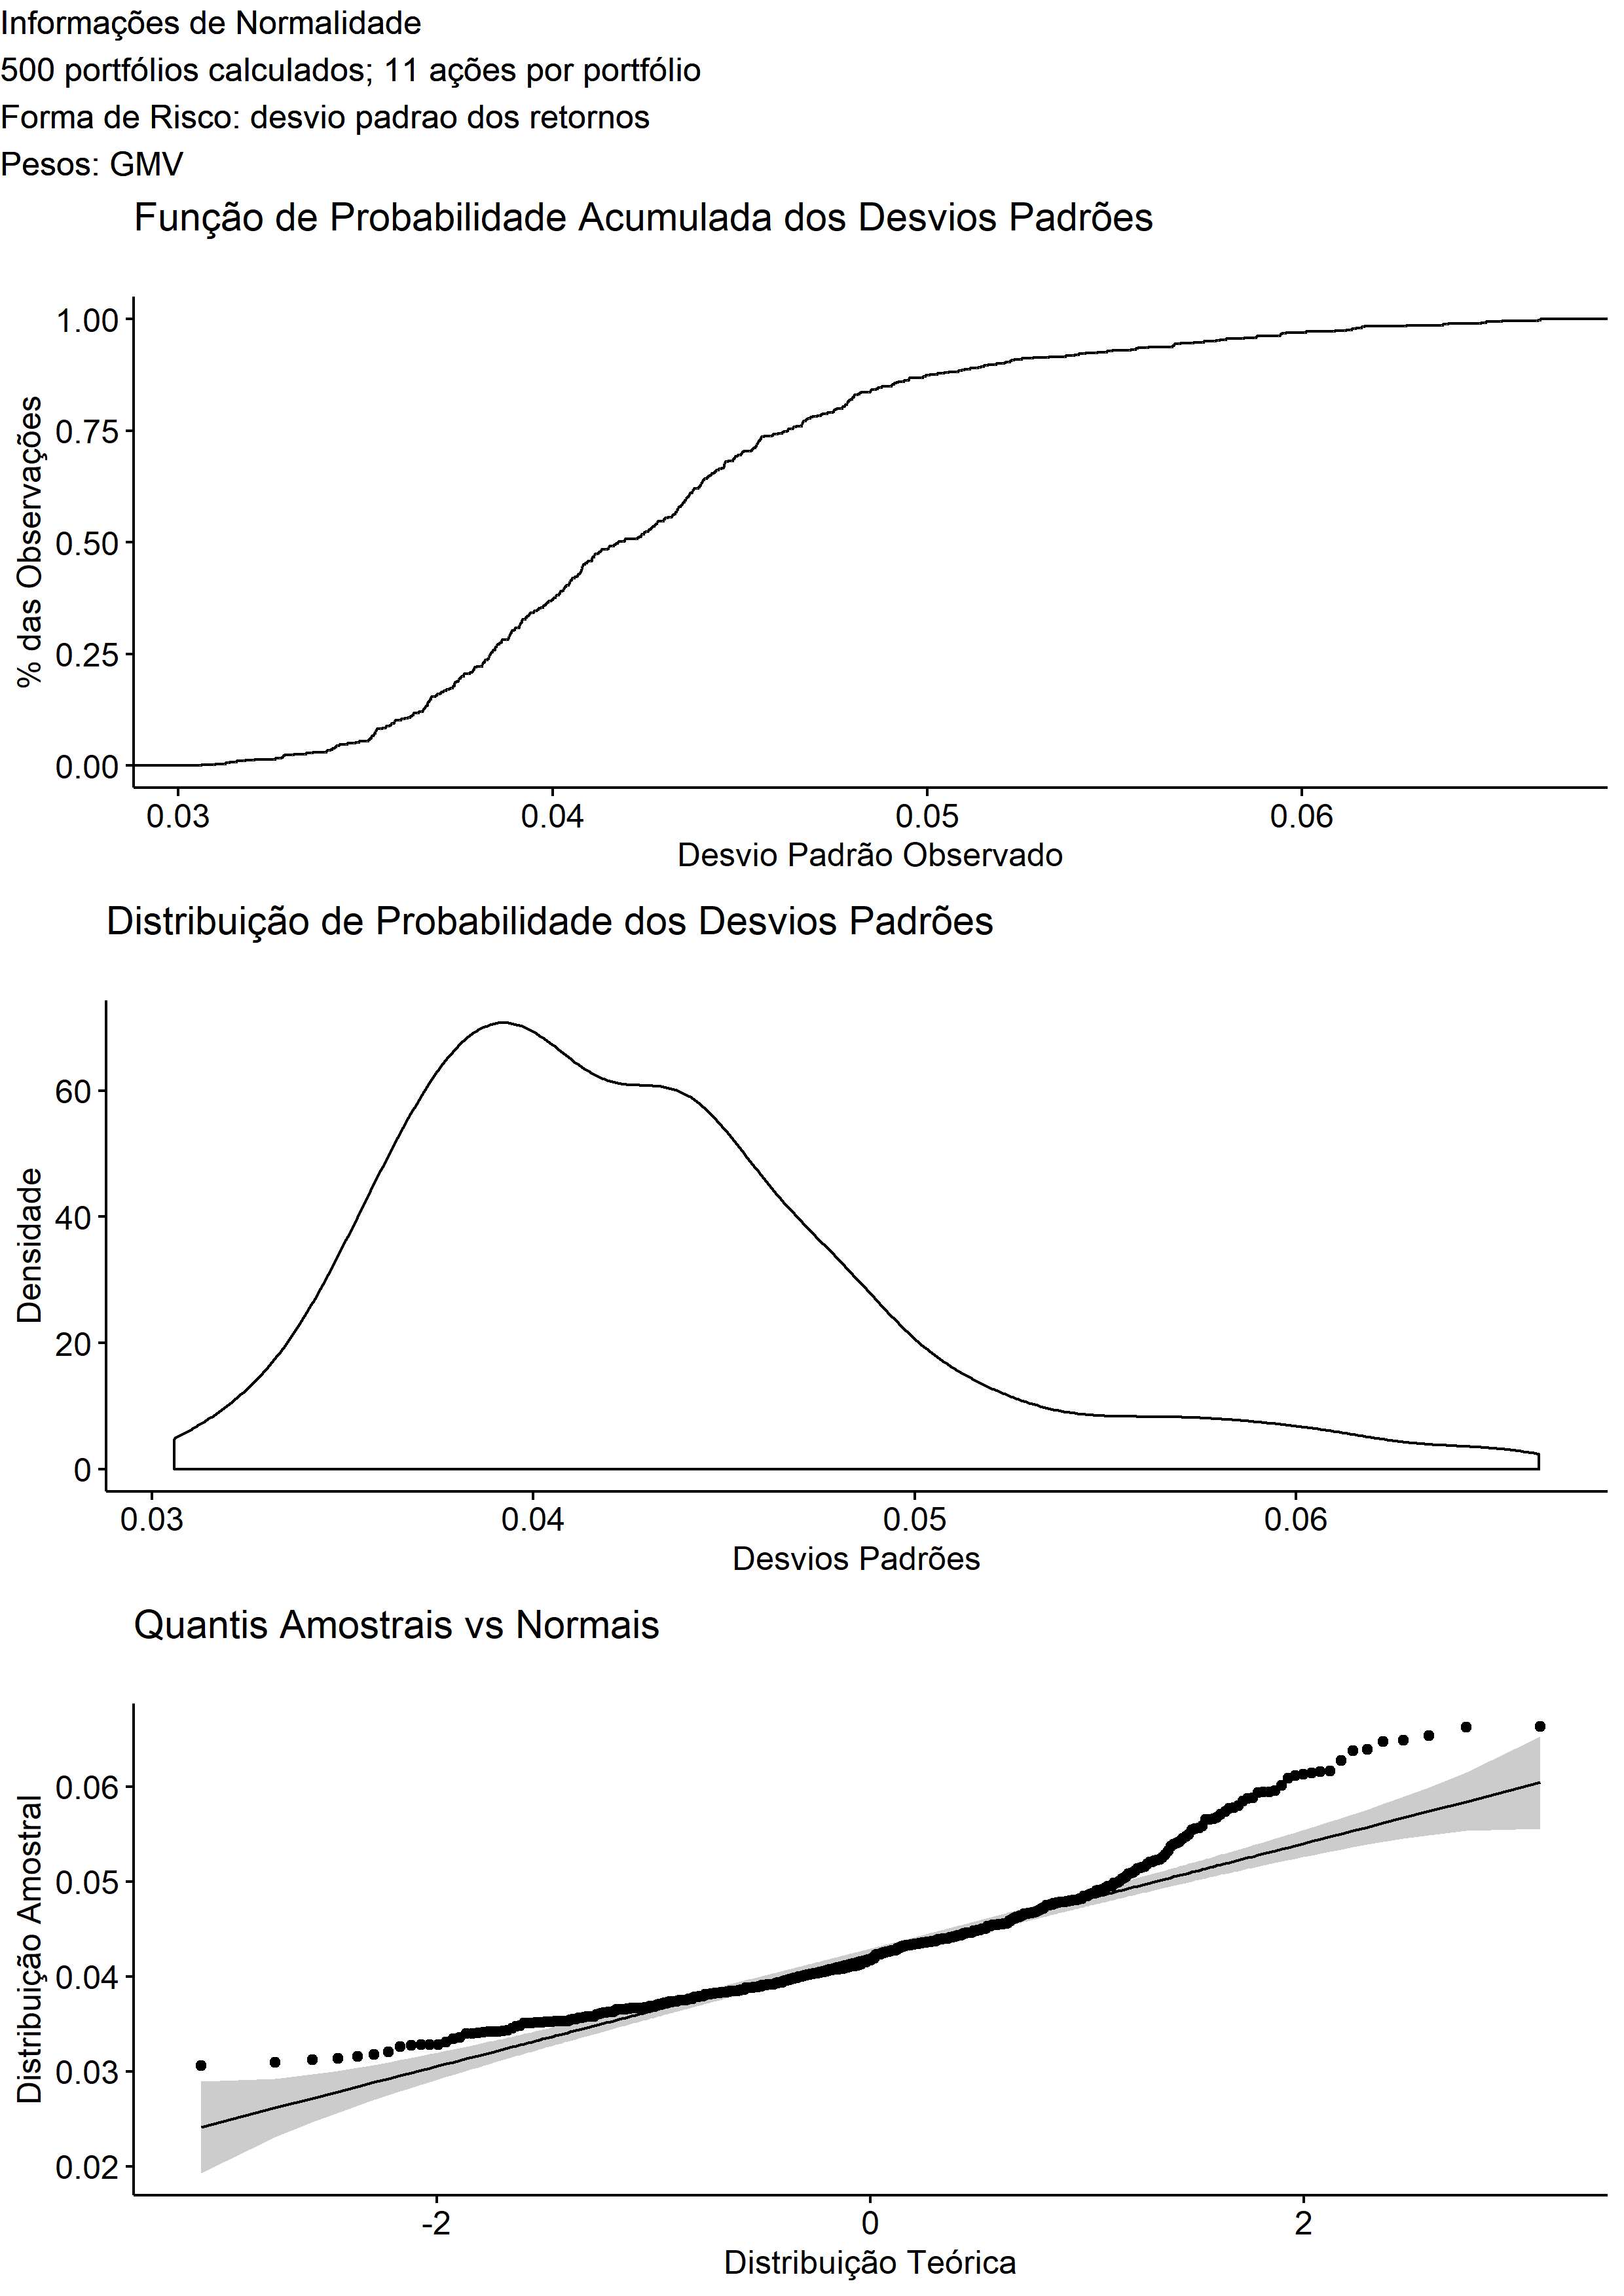 Informações de Normalidade
500 portfólios calculados; 11 ações por portfólio
Forma de Risco: desvio padrao dos retornos
Pesos: GMV
Função de Probabilidade Acumulada dos Desvios Padrões
% das Observações
1.00
0.75
0.50
0.25
0.00
0.03 0.04 0.05 0.06
Desvio Padrão Observado
Distribuição de Probabilidade dos Desvios Padrões
Densidade
60
40
20
0
0.03 0.04 0.05 0.06
Desvios Padrões
Quantis Amostrais vs Normais
Distribuição Amostral
0.06
0.05
0.04
0.03
0.02
-2 0 2
Distribuição Teórica